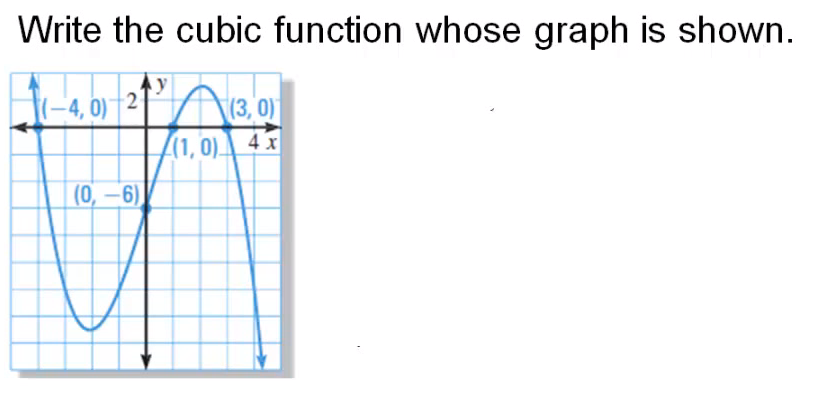 Write the cubic function whose graph is shown.
y
(−4, 0) 2 (3, 0)
(1, 0) 4 x
(0, −6)